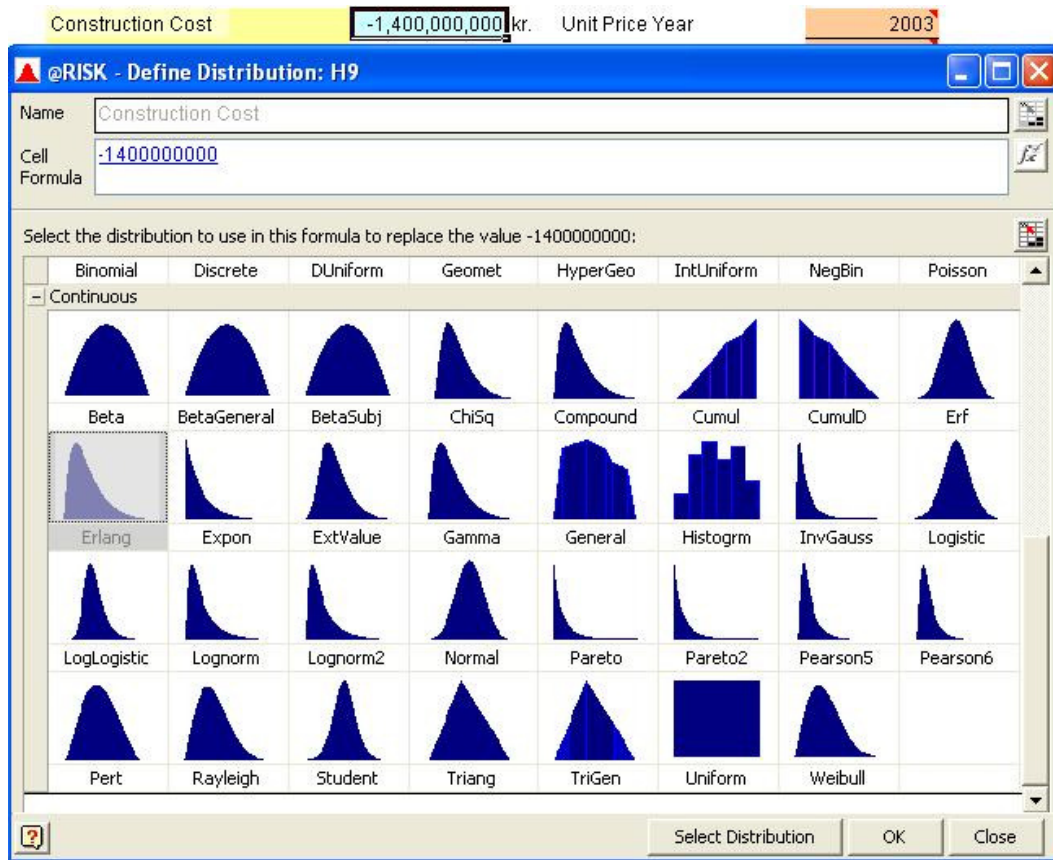 Construction Cost -1,400,000,000 kr. Unit Price Year 2003
@RISK - Define Distribution: H9
Name Construction Cost
Cell Formula -1400000000
Select the distribution to use in this formula to replace the value -1400000000:
Binomial Discrete DUniform Geomet HyperGeo IntUniform NegBin Poisson
Continuous
Beta BetaGeneral BetaSubj ChiSq Compound Cumul CumulD Erf
Erlang Expon ExtValue Gamma General Histogrm InvGauss Logistic
LogLogistic Lognorm Lognorm2 Normal Pareto Pareto2 Pearson5 Pearson6
Pert Rayleigh Student Triang TriGen Uniform Weibull
Select Distribution OK Close